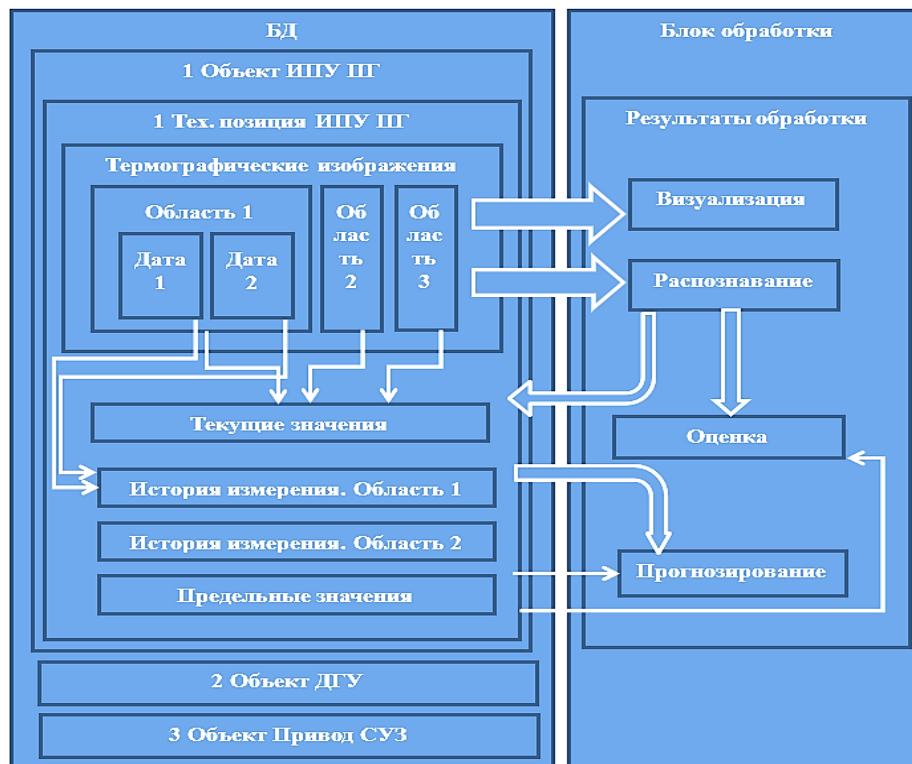 БД
1 Объект ИПУ ПГ
1 Тех. позиция ИПУ ПГ
Термографические изображения
Область 1
Дата
1
Дата
2
Об
лас
ть
2
Об
лас
ть
3
Текущие значения
История измерения. Область 1
История измерения. Область 2
Предельные значения
2 Объект ДГУ
3 Объект Привод СУЗ
Блок обработки
Результаты обработки
Визуализация
Распознавание
Оценка
Прогнозирование